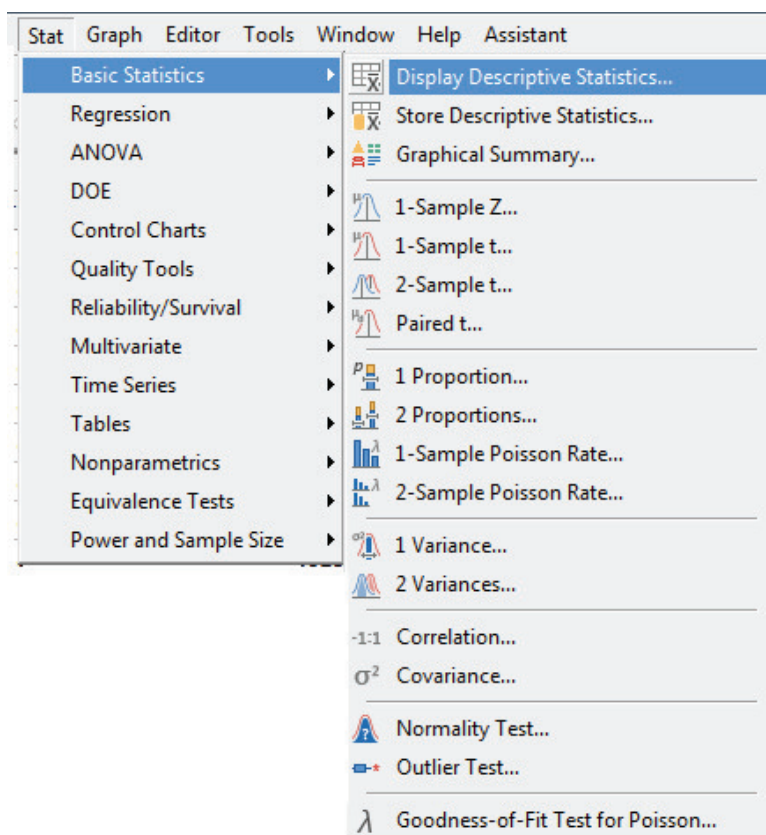 Stat Graph Editor Tools Window Help Assistant
Basic Statistics
Regression
ANOVA
DOE
Control Charts
Quality Tools
Reliability/Survival
Multivariate
Time Series
Tables
Nonparametrics
Equivalence Tests
Power and Sample Size
Display Descriptive Statistics...
Store Descriptive Statistics...
Graphical Summary...
1-Sample Z...
1-Sample t...
2-Sample t...
Paired t...
1 Proportion...
2 Proportions...
1-Sample Poisson Rate...
2-Sample Poisson Rate...
1 Variance...
2 Variances...
-1:1 Correlation...
σ² Covariance...
Normality Test...
Outlier Test...
λ Goodness-of-Fit Test for Poisson...